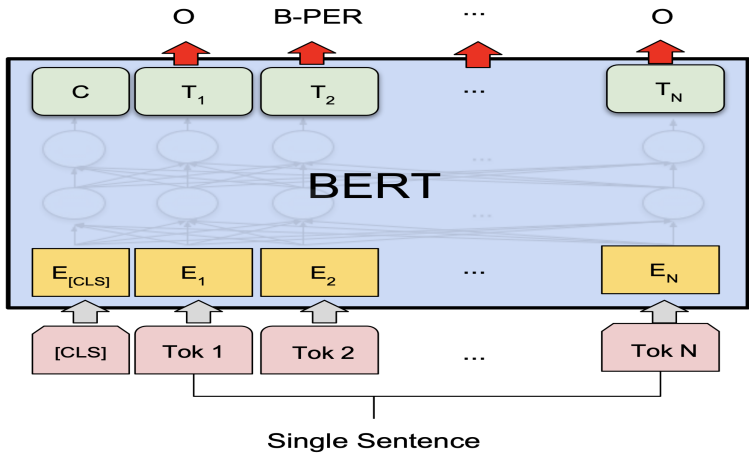 O B-PER ... O
C T1 T2 ... TN
...
BERT
...
E[CLS] E1 E2 ... EN
[CLS] Tok 1 Tok 2 ... Tok N
Single Sentence